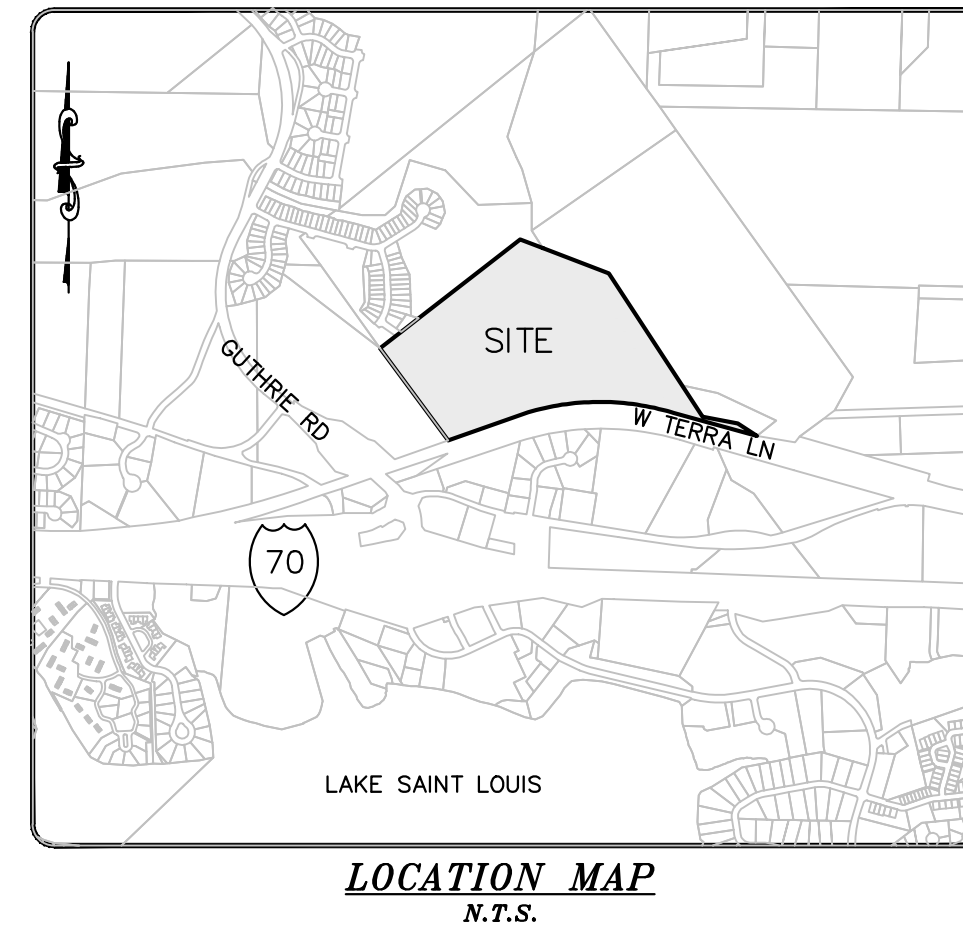 SITE
GUTHRIE RD
W TERRA LN
70
LAKE SAINT LOUIS
LOCATION MAP
N.T.S.